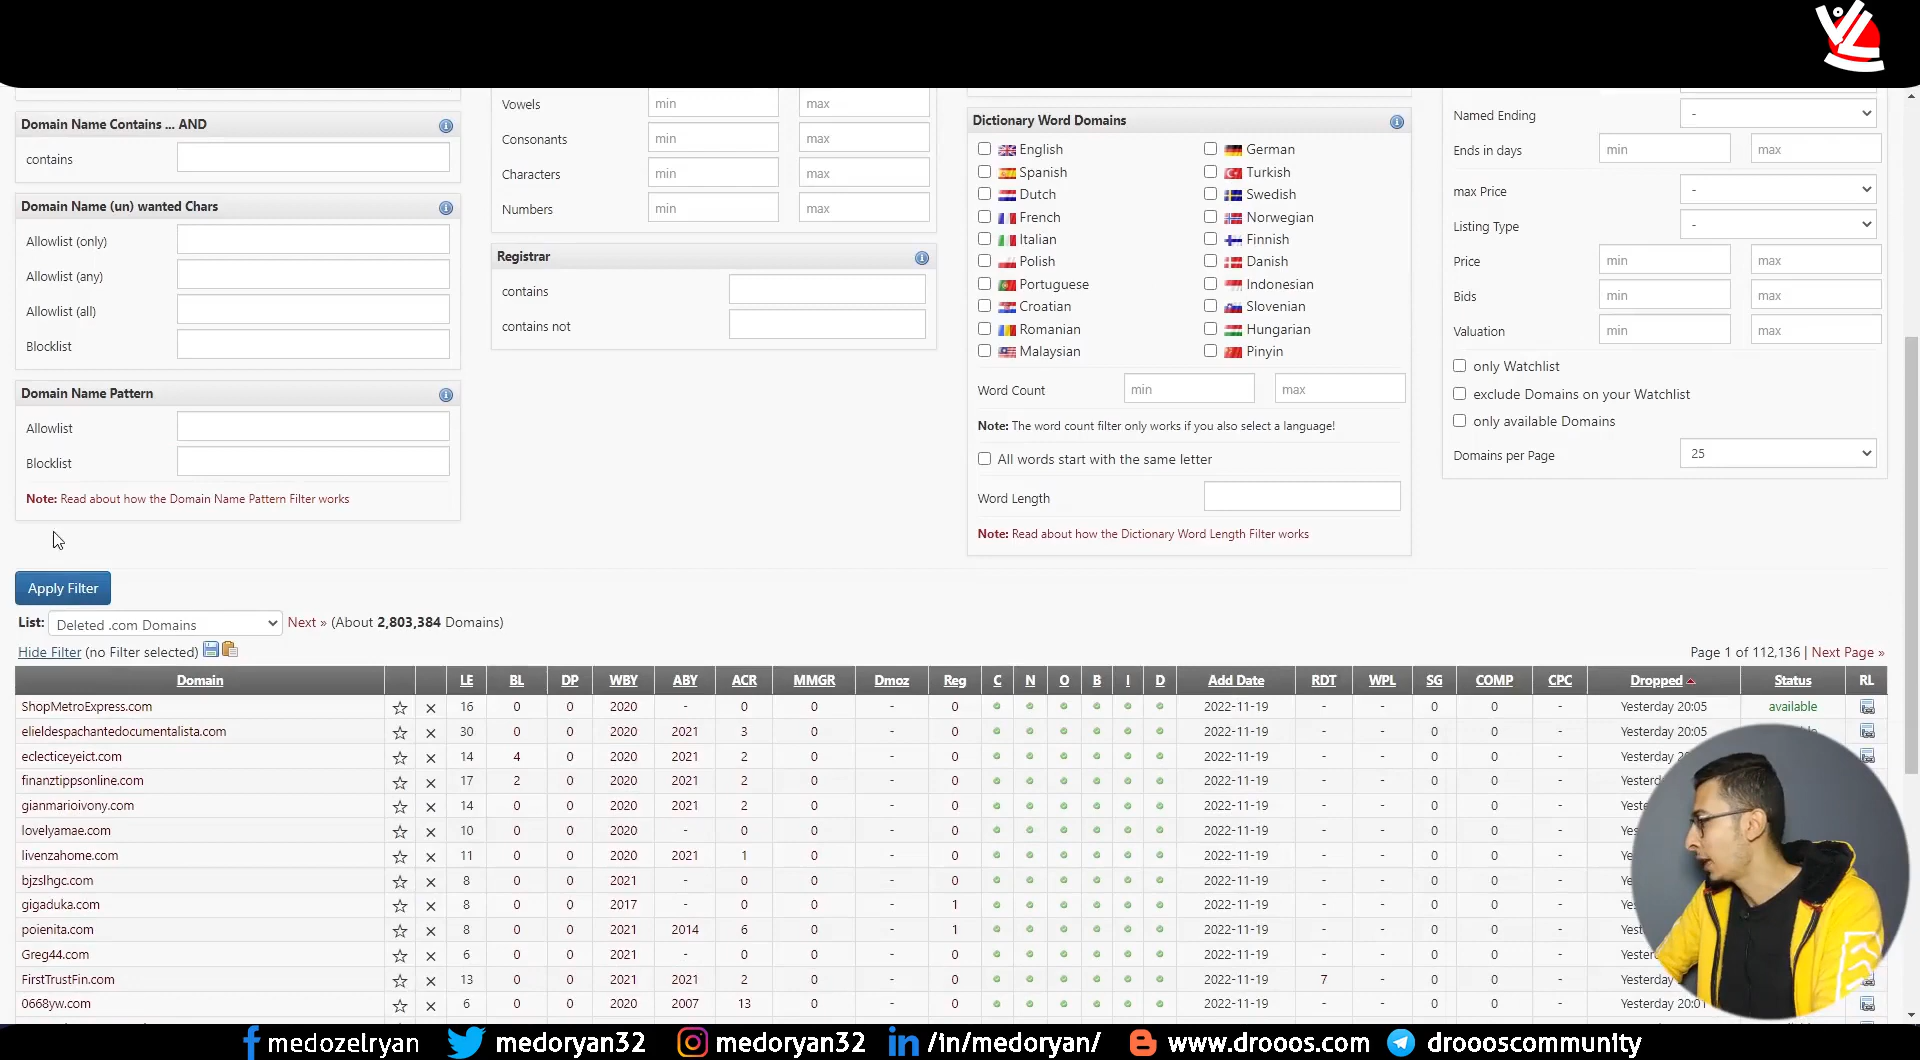 Vowels min max
Consonants min max
Characters min max
Numbers min max
Domain Name Contains ... AND
contains
Domain Name (un) wanted Chars
Allowlist (only)
Allowlist (any)
Allowlist (all)
Blocklist
Domain Name Pattern
Allowlist
Blocklist
Note: Read about how the Domain Name Pattern Filter works
Registrar
contains
contains not
Dictionary Word Domains
English German
Spanish Turkish
Dutch Swedish
French Norwegian
Italian Finnish
Polish Danish
Portuguese Indonesian
Croatian Slovenian
Romanian Hungarian
Malaysian Pinyin
Word Count min max
Note: The word count filter only works if you also select a language!
All words start with the same letter
Word Length
Note: Read about how the Dictionary Word Length Filter works
Named Ending -
Ends in days min max
max Price -
Listing Type -
Price min max
Bids min max
Valuation min max
only Watchlist
exclude Domains on your Watchlist
only available Domains
Domains per Page 25
Apply Filter
List: Deleted .com Domains Next » (About 2,803,384 Domains)
Hide Filter (no Filter selected) Page 1 of 112,136 | Next Page »
Domain LE BL DP WBY ABY ACR MMGR Dmoz Reg C N O B I D Add Date RDT WPL SG COMP CPC Dropped Status RL
ShopMetroExpress.com 16 0 0 2020 - 0 0 - 0 2022-11-19 - - 0 0 - Yesterday 20:05 available
elieldespachantedocumentalista.com 30 0 0 2020 2021 3 0 - 0 2022-11-19 - - 0 0 - Yesterday 20:05
eclecticeyeict.com 14 4 0 2020 2021 2 0 - 0 2022-11-19 - - 0 0 - Yesterday
finanztippsonline.com 17 2 0 2020 2021 2 0 - 0 2022-11-19 - - 0 0 -
gianmarioivony.com 14 0 0 2020 2021 2 0 - 0 2022-11-19 - - 0 0 -
lovelyamae.com 10 0 0 2020 - 0 0 - 0 2022-11-19 - - 0 0 -
livenzahome.com 11 0 0 2020 2021 1 0 - 0 2022-11-19 - - 0 0 -
bjzslhgc.com 8 0 0 2021 - 0 0 - 0 2022-11-19 - - 0 0 -
gigaduka.com 8 0 0 2017 - 0 0 - 1 2022-11-19 - - 0 0 -
poienita.com 8 0 0 2021 2014 6 0 - 1 2022-11-19 - - 0 0 -
Greg44.com 6 0 0 2021 - 0 0 - 0 2022-11-19 - - 0 0 -
FirstTrustFin.com 13 0 0 2021 2021 2 0 - 0 2022-11-19 7 - 0 0 - Yesterday
0668yw.com 6 0 0 2020 2007 13 0 - 0 2022-11-19 - - 0 0 - Yesterday 20:01
medozelryan medoryan32 medoryan32 /in/medoryan/ www.drooos.com droooscommunity